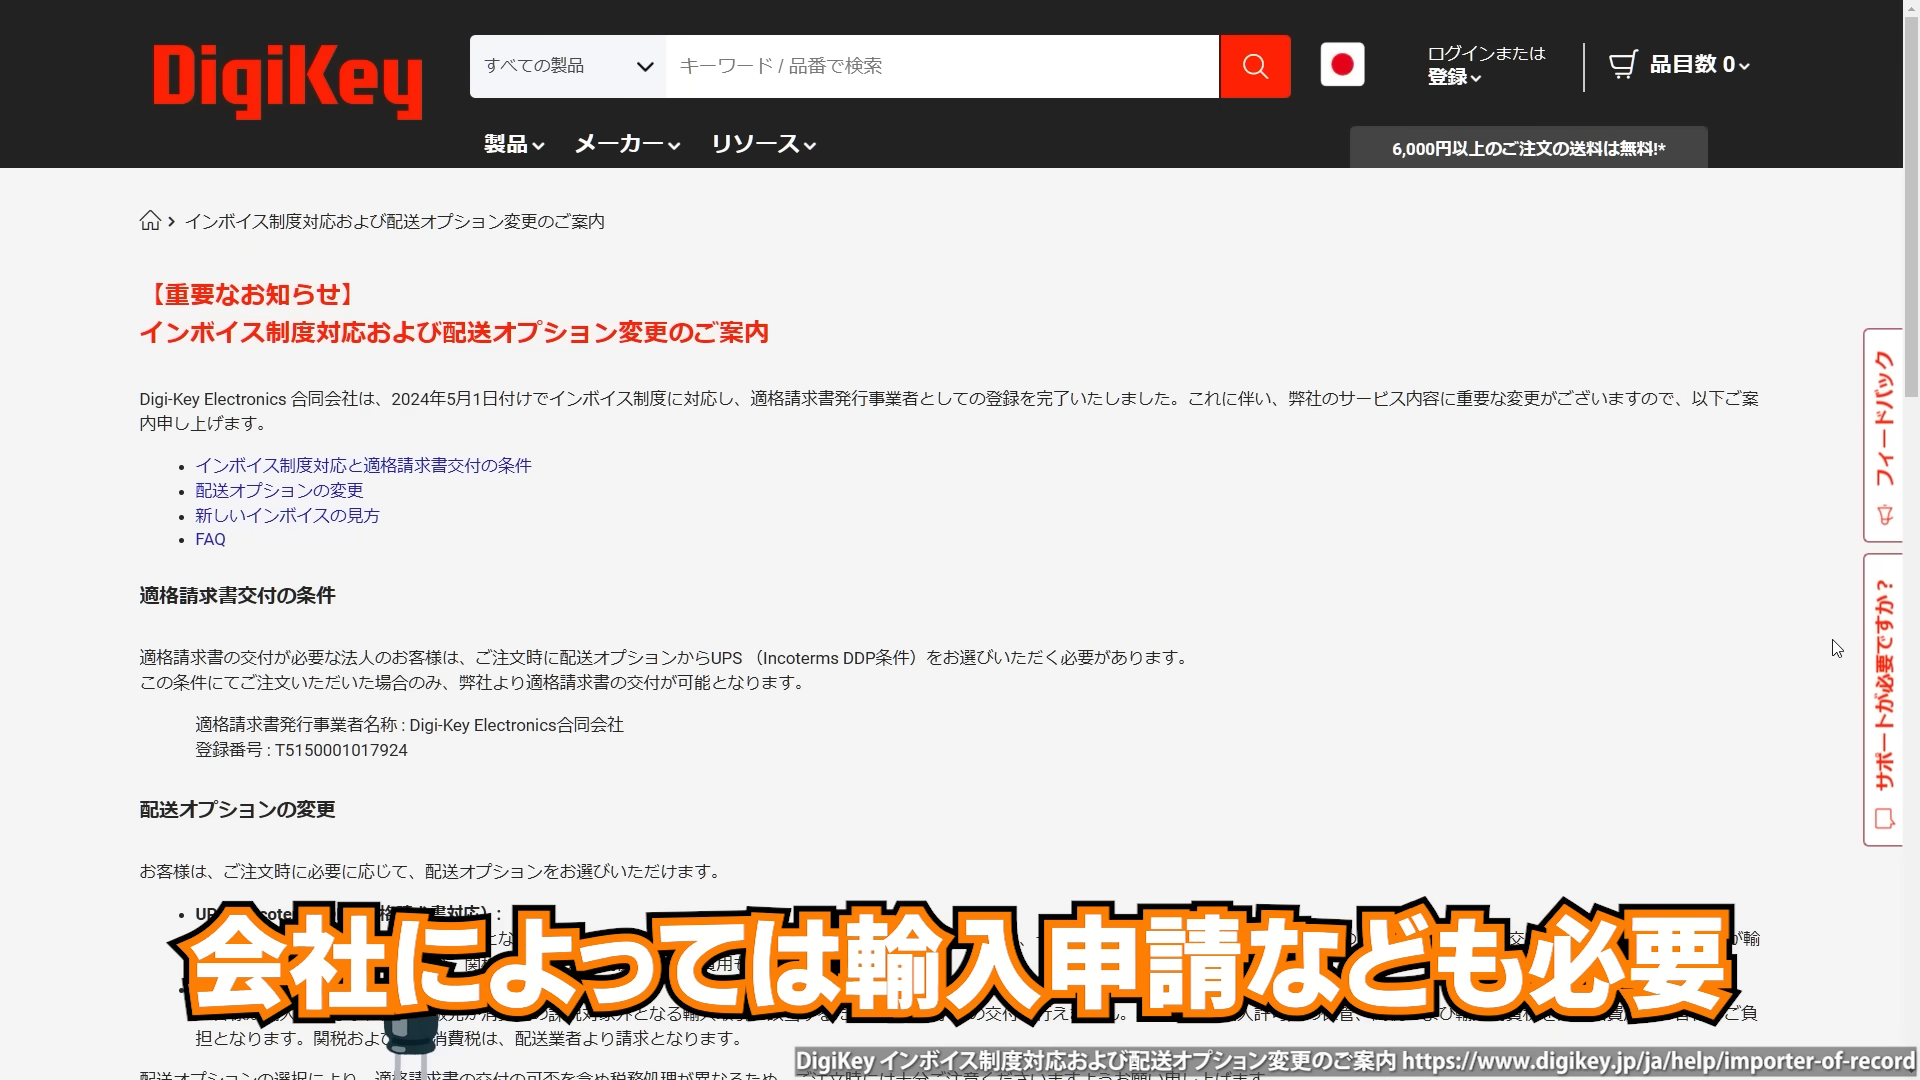 DigiKey
すべての製品
キーワード / 品番で検索
ログインまたは
登録
品目数 0
製品
メーカー
リソース
6,000円以上のご注文の送料は無料!*
インボイス制度対応および配送オプション変更のご案内
【重要なお知らせ】
インボイス制度対応および配送オプション変更のご案内
Digi-Key Electronics 合同会社は、2024年5月1日付けでインボイス制度に対応し、適格請求書発行事業者としての登録を完了いたしました。これに伴い、弊社のサービス内容に重要な変更がございますので、以下ご案
内申し上げます。
インボイス制度対応と適格請求書交付の条件
配送オプションの変更
新しいインボイスの見方
FAQ
適格請求書交付の条件
適格請求書の交付が必要な法人のお客様は、ご注文時に配送オプションからUPS （Incoterms DDP条件）をお選びいただく必要があります。
この条件にてご注文いただいた場合のみ、弊社より適格請求書の交付が可能となります。
適格請求書発行事業者名称 : Digi-Key Electronics合同会社
登録番号 : T5150001017924
配送オプションの変更
お客様は、ご注文時に必要に応じて、配送オプションをお選びいただけます。
会社によっては輸入申請なども必要
担となります。関税および消費税は、配送業者より請求となります。
DigiKey インボイス制度対応および配送オプション変更のご案内 https://www.digikey.jp/ja/help/importer-of-record
フィードバック
サポートが必要ですか？